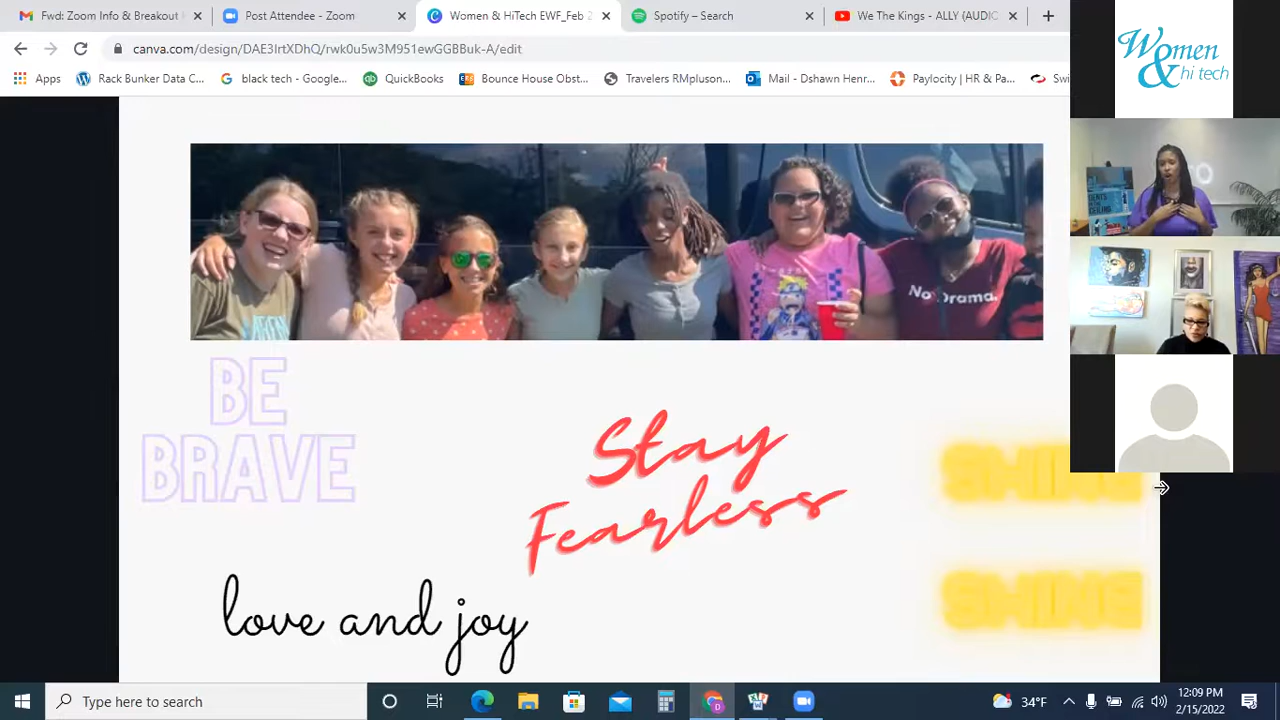 Fwd: Zoom Info & Breakout
Post Attendee - Zoom
Women & HiTech EWF_Feb 2
Spotify – Search
We The Kings - ALLY {AUDIO
canva.com/design/DAE3IrtXDhQ/rwk0u5w3M951ewGGBBuk-A/edit
Apps
Rack Bunker Data C...
black tech - Google...
QuickBooks
Bounce House Obst...
Travelers RMpluson...
Mail - Dshawn Henr...
Paylocity | HR & Pa...
Swi
Women
& hi tech
No Drama.
BE
BRAVE
Stay
Fearless
SHINE
SHINE
love and joy
Type here to search
34°F
12:09 PM
2/15/2022